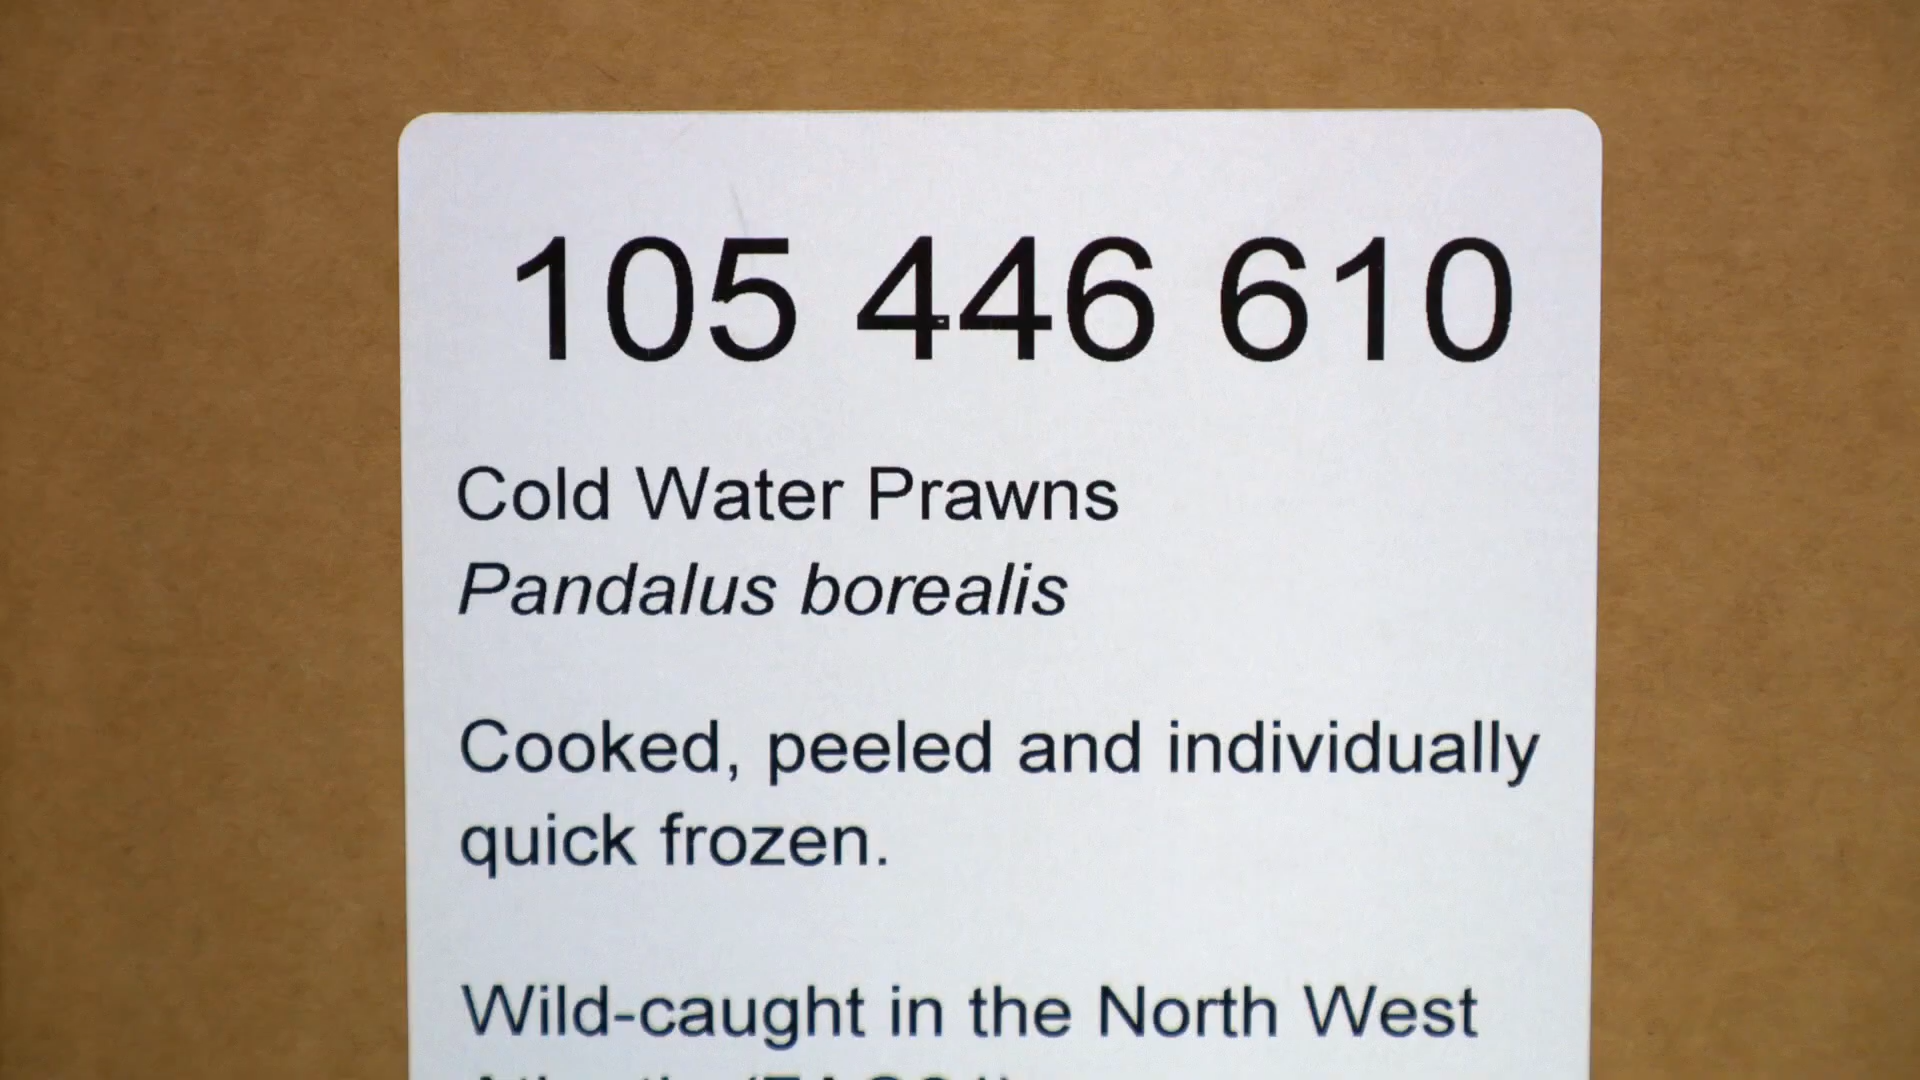 105 446 610
Cold Water Prawns
Pandalus borealis
Cooked, peeled and individually
quick frozen.
Wild-caught in the North West